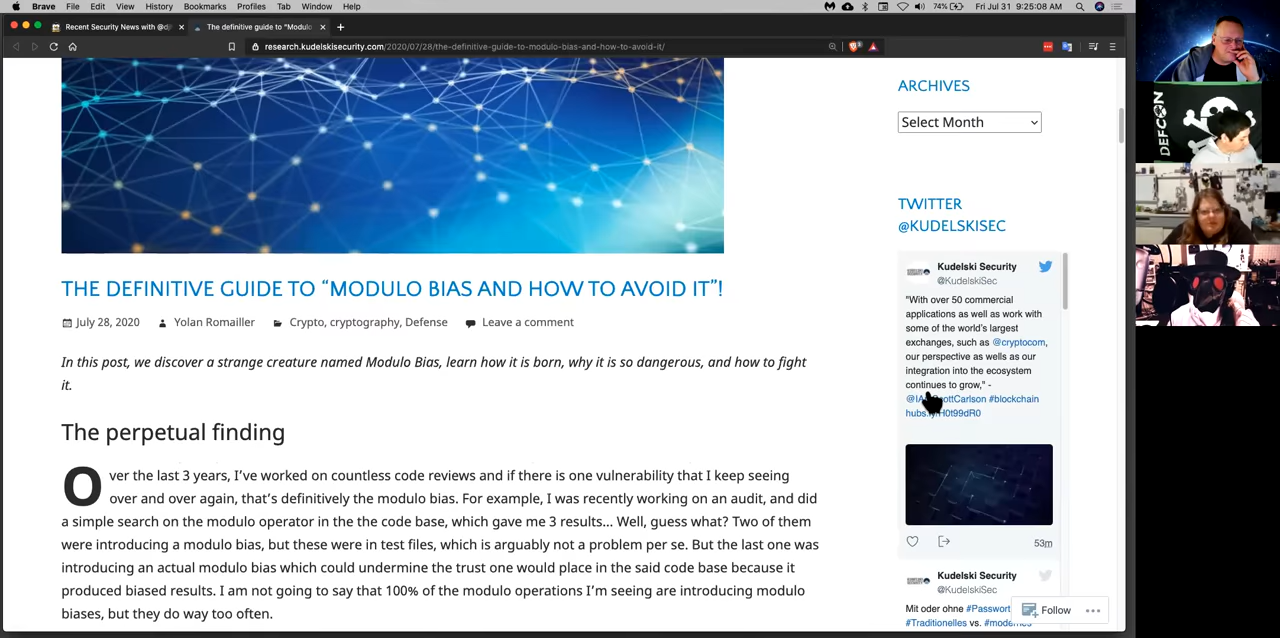 Brave File Edit View History Bookmarks Profiles Tab Window Help 74% Fri Jul 31 9:25:08 AM
Recent Security News with @dj The definitive guide to "Modulo
research.kudelskisecurity.com/2020/07/28/the-definitive-guide-to-modulo-bias-and-how-to-avoid-it/
THE DEFINITIVE GUIDE TO “MODULO BIAS AND HOW TO AVOID IT”!
July 28, 2020 Yolan Romailler Crypto, cryptography, Defense Leave a comment
In this post, we discover a strange creature named Modulo Bias, learn how it is born, why it is so dangerous, and how to fight
it.
The perpetual finding
Over the last 3 years, I’ve worked on countless code reviews and if there is one vulnerability that I keep seeing
over and over again, that’s definitively the modulo bias. For example, I was recently working on an audit, and did
a simple search on the modulo operator in the the code base, which gave me 3 results… Well, guess what? Two of them
were introducing a modulo bias, but these were in test files, which is arguably not a problem per se. But the last one was
introducing an actual modulo bias which could undermine the trust one would place in the said code base because it
produced biased results. I am not going to say that 100% of the modulo operations I’m seeing are introducing modulo
biases, but they do way too often.
ARCHIVES
Select Month
TWITTER
@KUDELSKISEC
Kudelski Security
@KudelskiSec
"With over 50 commercial
applications as well as work with
some of the world's largest
exchanges, such as @cryptocom,
our perspective as wells as our
integration into the ecosystem
continues to grow," -
#blockchain
53m
Kudelski Security
@KudelskiSec
Mit oder ohne #Passwort
#Traditionelles vs.
Follow
DEFCON